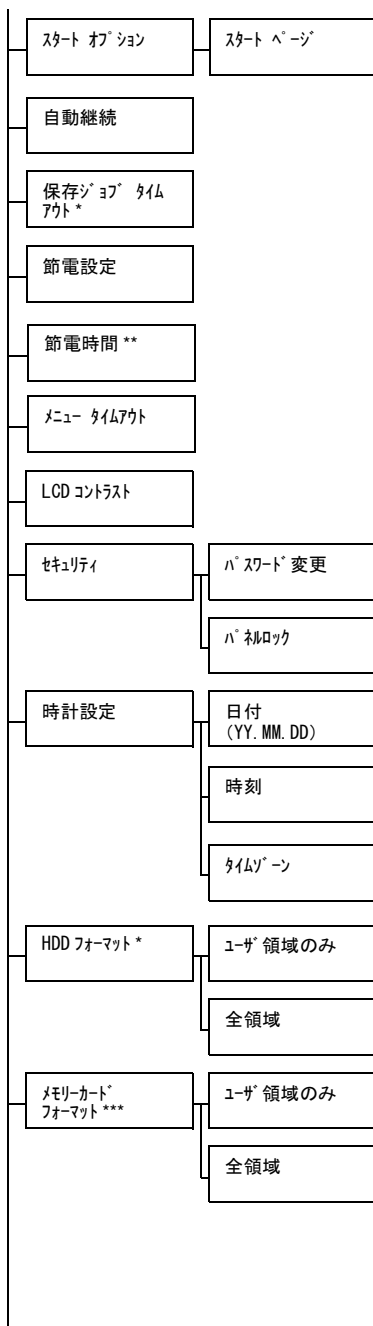 ｽﾀｰﾄ ｵﾌﾟｼｮﾝ
ｽﾀｰﾄ ﾍﾟｰｼﾞ
自動継続
保存ｼﾞｮﾌﾞ ﾀｲﾑ
ｱｳﾄ *
節電設定
節電時間 **
ﾒﾆｭｰ ﾀｲﾑｱｳﾄ
LCD ｺﾝﾄﾗｽﾄ
ｾｷｭﾘﾃｨ
ﾊﾟｽﾜｰﾄﾞ変更
ﾊﾟﾈﾙﾛｯｸ
時計設定
日付
(YY.MM.DD)
時刻
ﾀｲﾑｿﾞｰﾝ
HDD ﾌｫｰﾏｯﾄ *
ﾕｰｻﾞ領域のみ
全領域
ﾒﾓﾘｰｶｰﾄﾞ
ﾌｫｰﾏｯﾄ ***
ﾕｰｻﾞ領域のみ
全領域